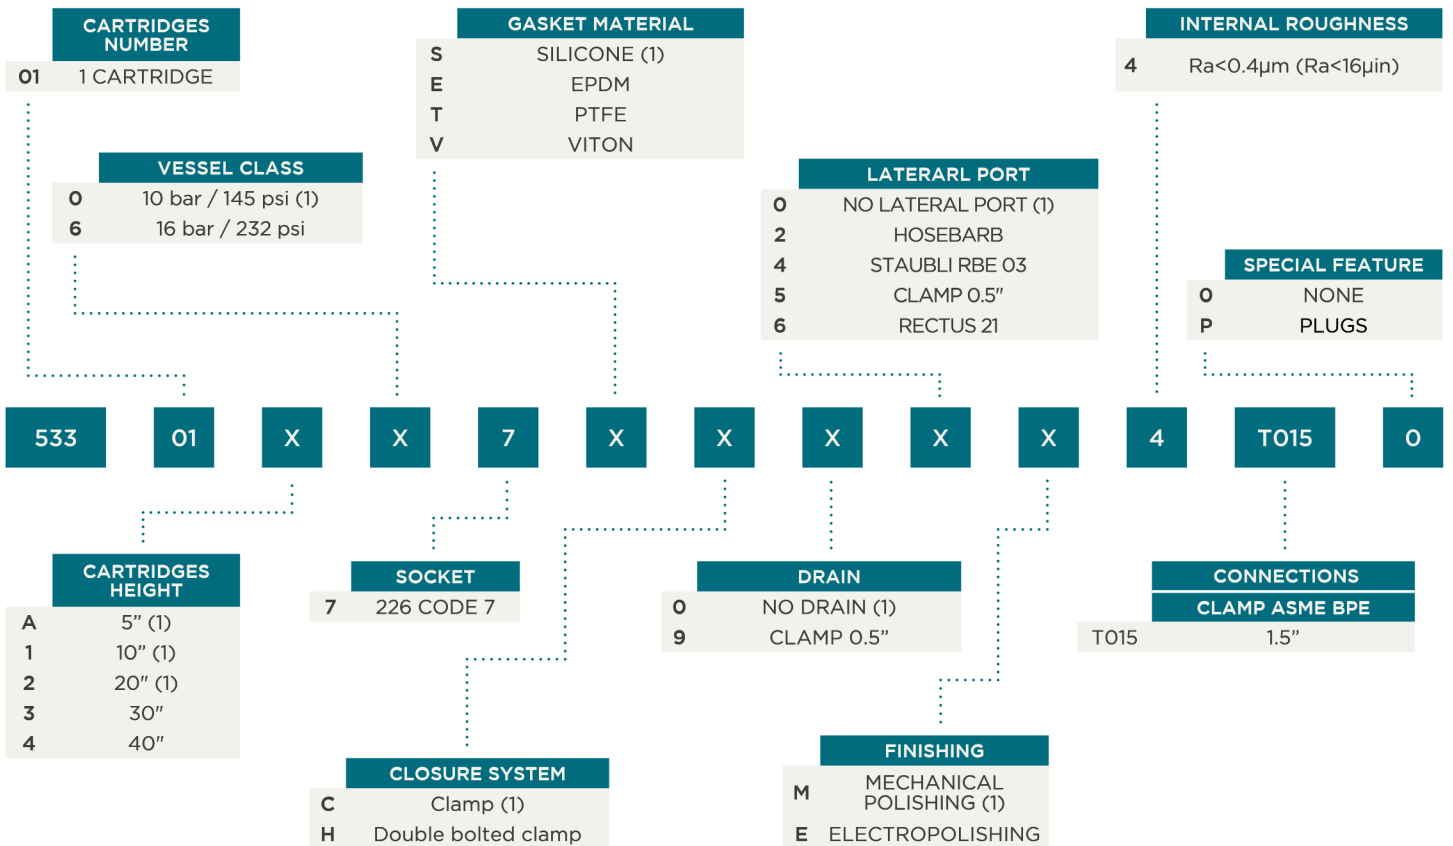 CARTRIDGES
NUMBER
01 1 CARTRIDGE
GASKET MATERIAL
S SILICONE (1)
E EPDM
T PTFE
V VITON
INTERNAL ROUGHNESS
4 Ra<0.4µm (Ra<16µin)
VESSEL CLASS
0 10 bar / 145 psi (1)
6 16 bar / 232 psi
LATERARL PORT
0 NO LATERAL PORT (1)
2 HOSEBARB
4 STAUBLI RBE 03
5 CLAMP 0.5"
6 RECTUS 21
SPECIAL FEATURE
0 NONE
P PLUGS
533 01 X X 7 X X X X X 4 T015 0
CARTRIDGES
HEIGHT
A 5” (1)
1 10” (1)
2 20" (1)
3 30"
4 40"
SOCKET
7 226 CODE 7
DRAIN
0 NO DRAIN (1)
9 CLAMP 0.5”
CONNECTIONS
CLAMP ASME BPE
T015 1.5”
CLOSURE SYSTEM
C Clamp (1)
H Double bolted clamp
FINISHING
M MECHANICAL
POLISHING (1)
E ELECTROPOLISHING